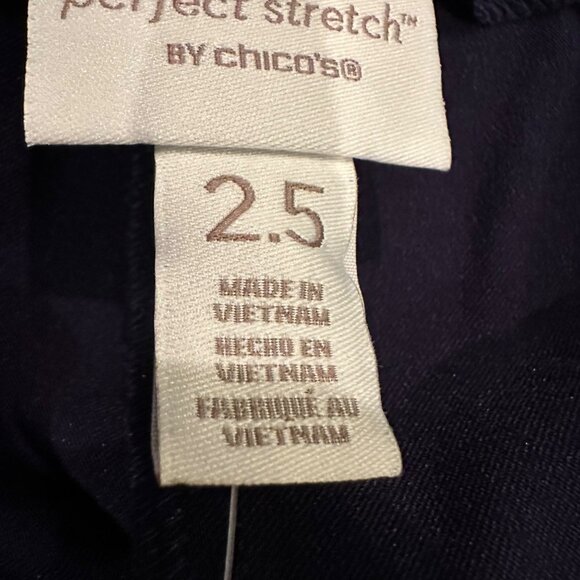 perfect stretch™
BY chico's®
2.5
MADE IN
VIETNAM
HECHO EN
VIETNAM
FABRIQUÉ AU
VIETNAM